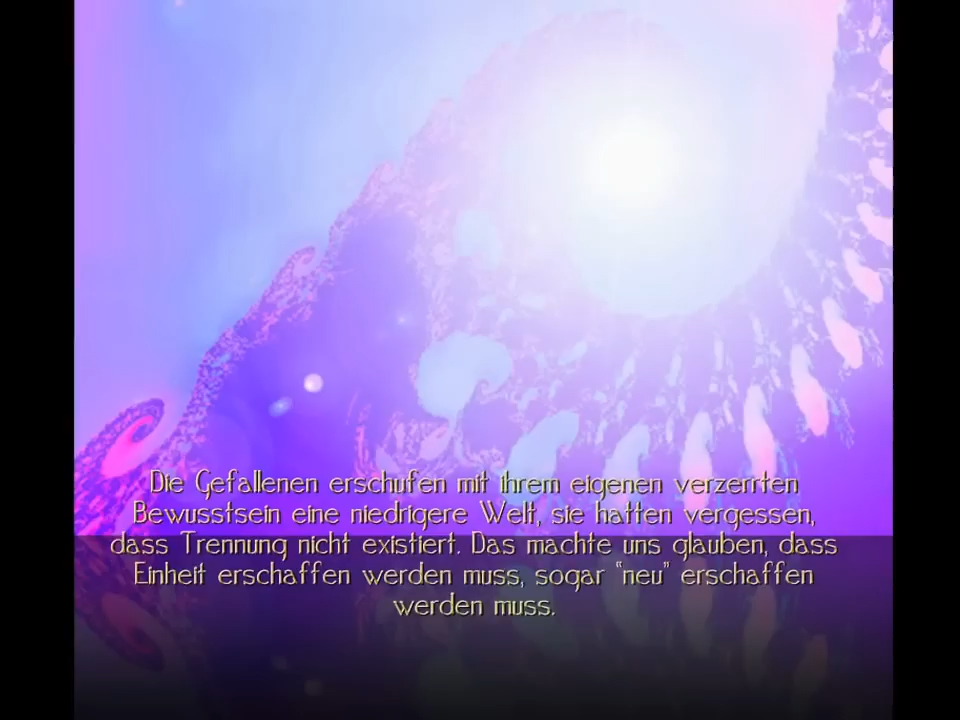 Die Gefallenen erschufen mit ihrem eigenen verzerrten
Bewusstsein eine niedrigere Welt, sie hatten vergessen,
dass Trennung nicht existiert. Das machte uns glauben, dass
Einheit erschaffen werden muss, sogar "neu" erschaffen
werden muss.